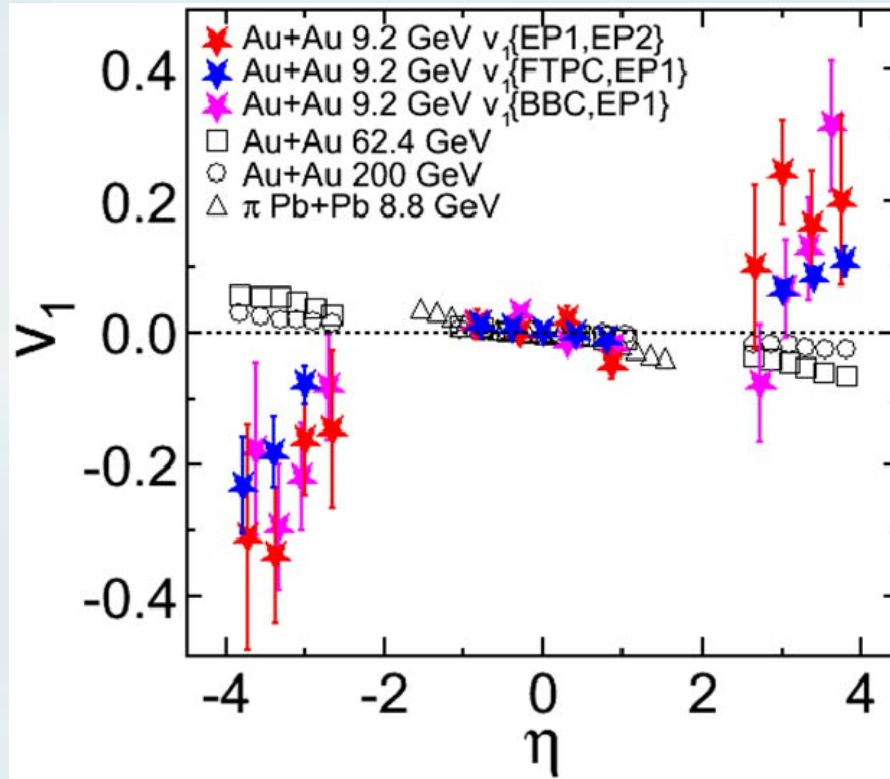 Au+Au 9.2 GeV v₁{EP1,EP2}
Au+Au 9.2 GeV v₁{FTPC,EP1}
Au+Au 9.2 GeV v₁{BBC,EP1}
Au+Au 62.4 GeV
Au+Au 200 GeV
π Pb+Pb 8.8 GeV
0.4
0.2
0.0
-0.2
-0.4
v₁
-4 -2 0 2 4
η